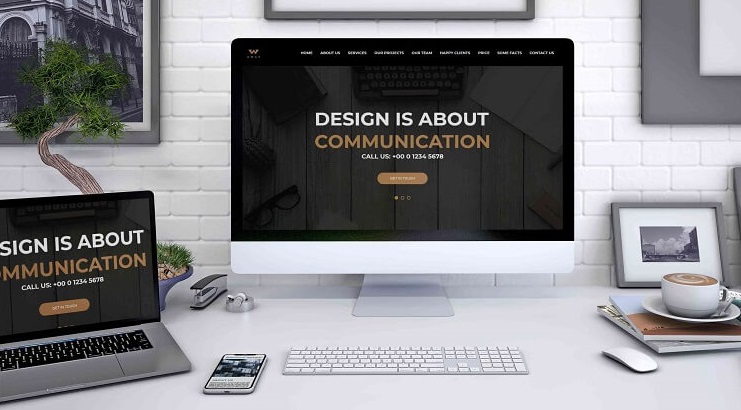 W
HOME ABOUT US SERVICES OUR PROJECTS OUR TEAM HAPPY CLIENTS PRICE SOME FACTS CONTACT US
DESIGN IS ABOUT
COMMUNICATION
CALL US: +00 0 1234 5678
GET IN TOUCH
SIGN IS ABOUT
OMMUNICATION
CALL US: +00 0 1234 5678
GET IN TOUCH
ABOUT US